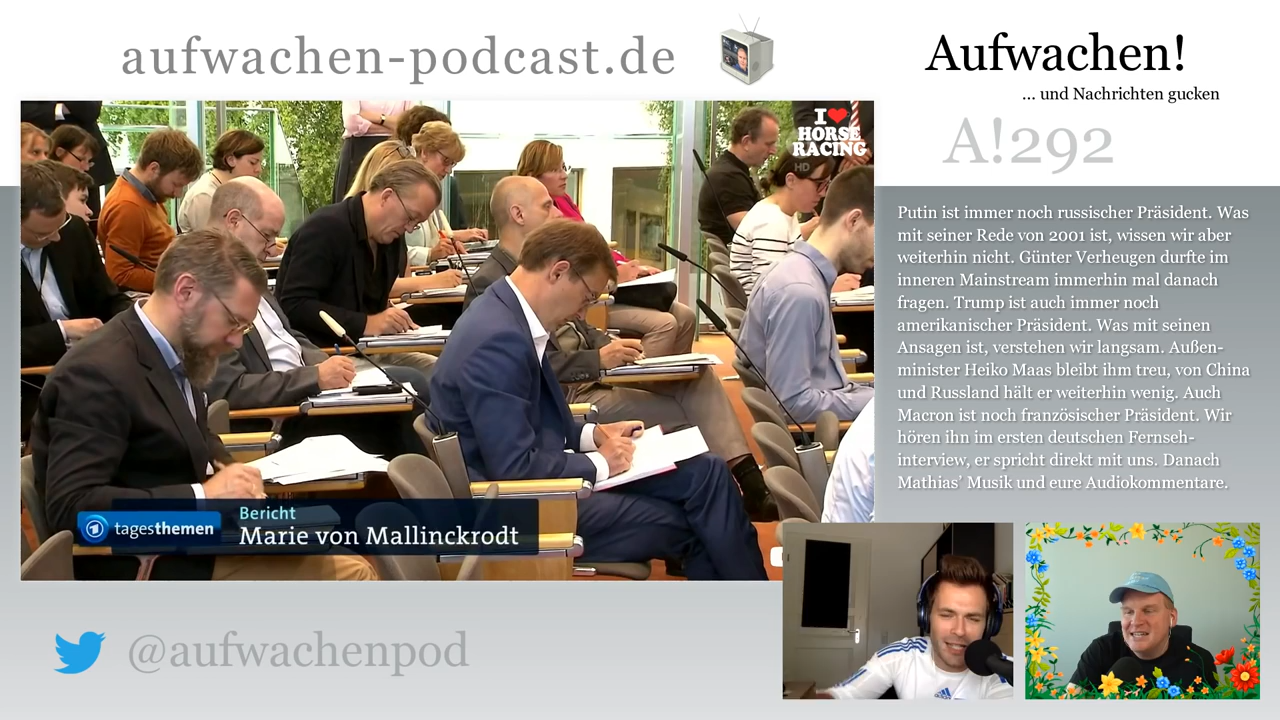 aufwachen-podcast.de
Aufwachen!
... und Nachrichten gucken
A!292
I
HORSE
RACING
HD
Putin ist immer noch russischer Präsident. Was
mit seiner Rede von 2001 ist, wissen wir aber
weiterhin nicht. Günter Verheugen durfte im
inneren Mainstream immerhin mal danach
fragen. Trump ist auch immer noch
amerikanischer Präsident. Was mit seinen
Ansagen ist, verstehen wir langsam. Außen-
minister Heiko Maas bleibt ihm treu, von China
und Russland hält er weiterhin wenig. Auch
Macron ist noch französischer Präsident. Wir
hören ihn im ersten deutschen Fernseh-
interview, er spricht direkt mit uns. Danach
Mathias' Musik und eure Audiokommentare.
tagesthemen
Bericht
Marie von Mallinckrodt
@aufwachenpod
adidas